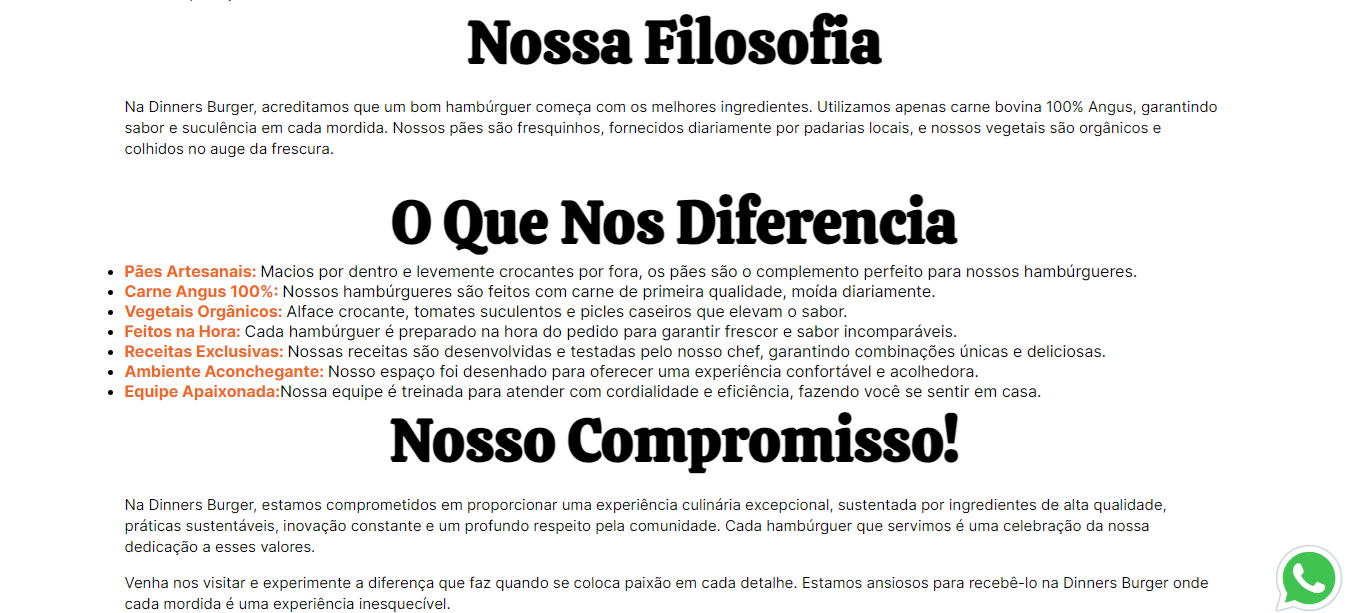 Nossa Filosofia
Na Dinners Burger, acreditamos que um bom hambúrguer começa com os melhores ingredientes. Utilizamos apenas carne bovina 100% Angus, garantindo
sabor e suculência em cada mordida. Nossos pães são fresquinhos, fornecidos diariamente por padarias locais, e nossos vegetais são orgânicos e
colhidos no auge da frescura.
O Que Nos Diferencia
• Pães Artesanais: Macios por dentro e levemente crocantes por fora, os pães são o complemento perfeito para nossos hambúrgueres.
• Carne Angus 100%: Nossos hambúrgueres são feitos com carne de primeira qualidade, moída diariamente.
• Vegetais Orgânicos: Alface crocante, tomates suculentos e picles caseiros que elevam o sabor.
• Feitos na Hora: Cada hambúrguer é preparado na hora do pedido para garantir frescor e sabor incomparáveis.
• Receitas Exclusivas: Nossas receitas são desenvolvidas e testadas pelo nosso chef, garantindo combinações únicas e deliciosas.
• Ambiente Aconchegante: Nosso espaço foi desenhado para oferecer uma experiência confortável e acolhedora.
• Equipe Apaixonada:Nossa equipe é treinada para atender com cordialidade e eficiência, fazendo você se sentir em casa.
Nosso Compromisso!
Na Dinners Burger, estamos comprometidos em proporcionar uma experiência culinária excepcional, sustentada por ingredientes de alta qualidade,
práticas sustentáveis, inovação constante e um profundo respeito pela comunidade. Cada hambúrguer que servimos é uma celebração da nossa
dedicação a esses valores.
Venha nos visitar e experimente a diferença que faz quando se coloca paixão em cada detalhe. Estamos ansiosos para recebê-lo na Dinners Burger onde
cada mordida é uma experiência inesquecível.